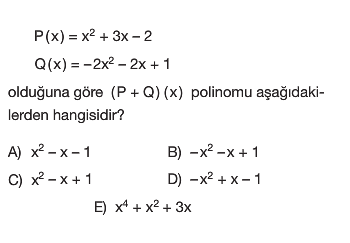 P(x) = x² + 3x – 2
Q(x) = –2x² – 2x + 1
olduğuna göre (P + Q) (x) polinomu aşağıdaki-
lerden hangisidir?
A) x² – x – 1 B) –x² –x + 1
C) x² – x + 1 D) –x² + x – 1
E) x⁴ + x² + 3x